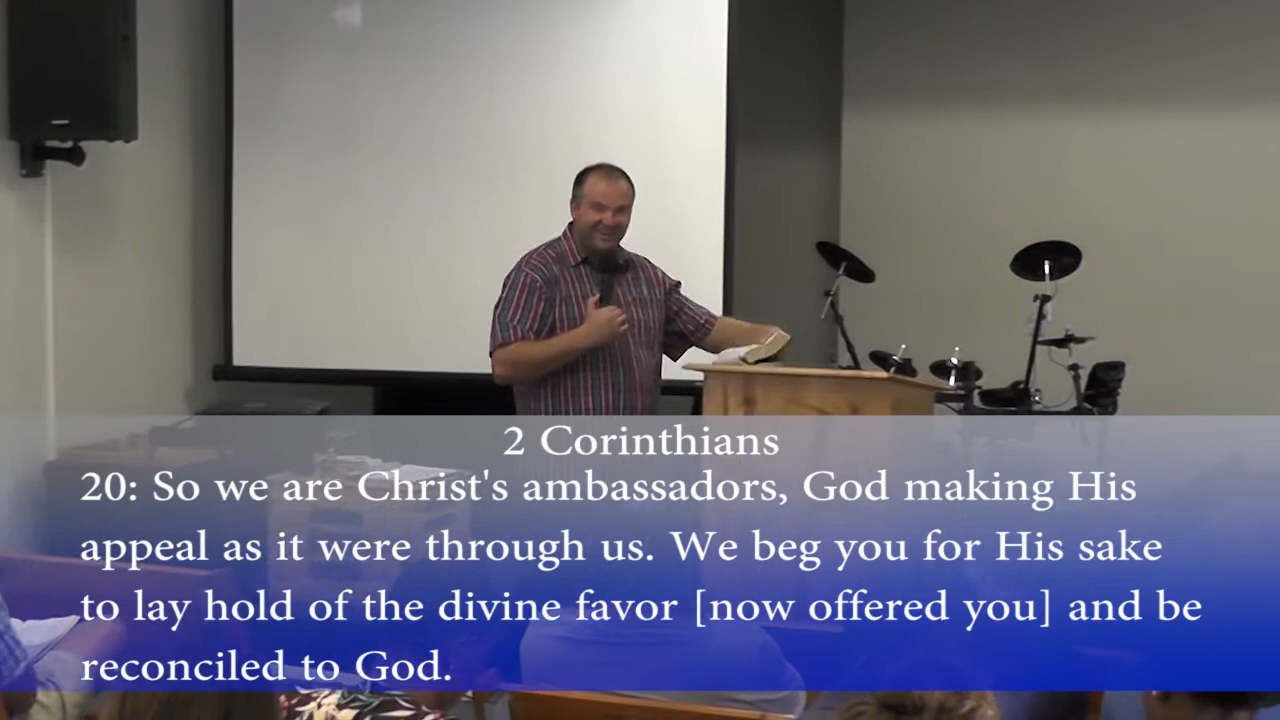 2 Corinthians
20: So we are Christ's ambassadors, God making His
appeal as it were through us. We beg you for His sake
to lay hold of the divine favor [now offered you] and be
reconciled to God.